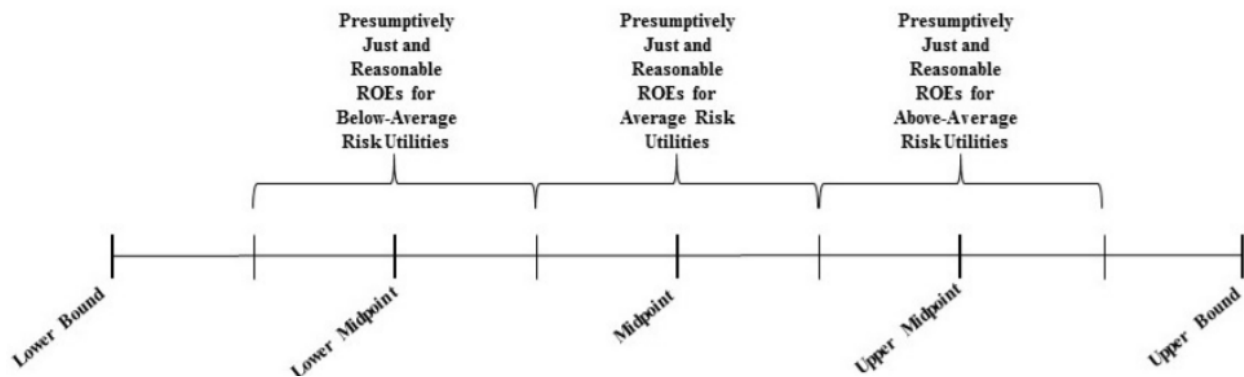 Presumptively
Just and
Reasonable
ROEs for
Below-Average
Risk Utilities
Presumptively
Just and
Reasonable
ROEs for
Average Risk
Utilities
Presumptively
Just and
Reasonable
ROEs for
Above-Average
Risk Utilities
Lower Bound
Lower Midpoint
Midpoint
Upper Midpoint
Upper Bound